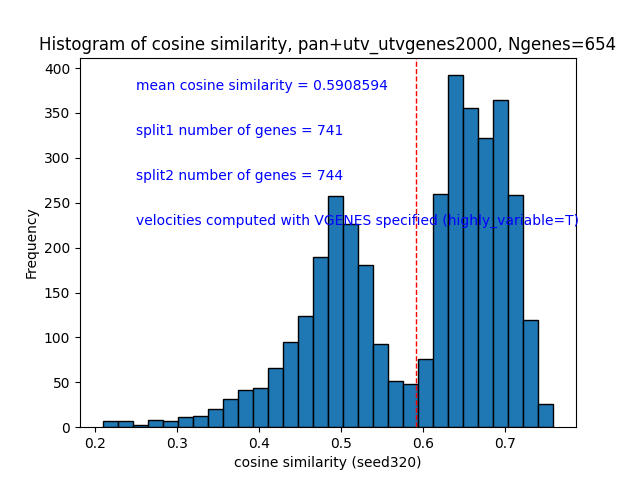 Histogram of cosine similarity, pan+utv_utvgenes2000, Ngenes=654
mean cosine similarity = 0.5908594
split1 number of genes = 741
split2 number of genes = 744
velocities computed with VGENES specified (highly_variable=T)
Frequency
400
350
300
250
200
150
100
50
0
0.2 0.3 0.4 0.5 0.6 0.7
cosine similarity (seed320)